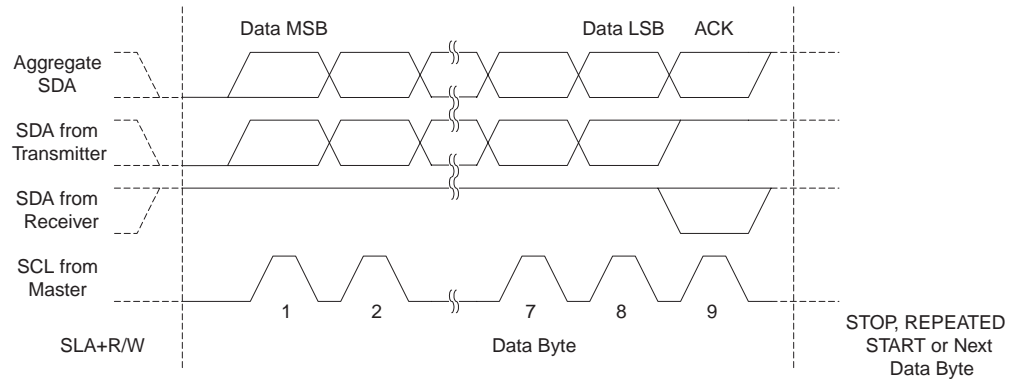 Data MSB
Data LSB
ACK
Aggregate
SDA
SDA from
Transmitter
SDA from
Receiver
SCL from
Master
1
2
7
8
9
SLA+R/W
Data Byte
STOP, REPEATED
START or Next
Data Byte